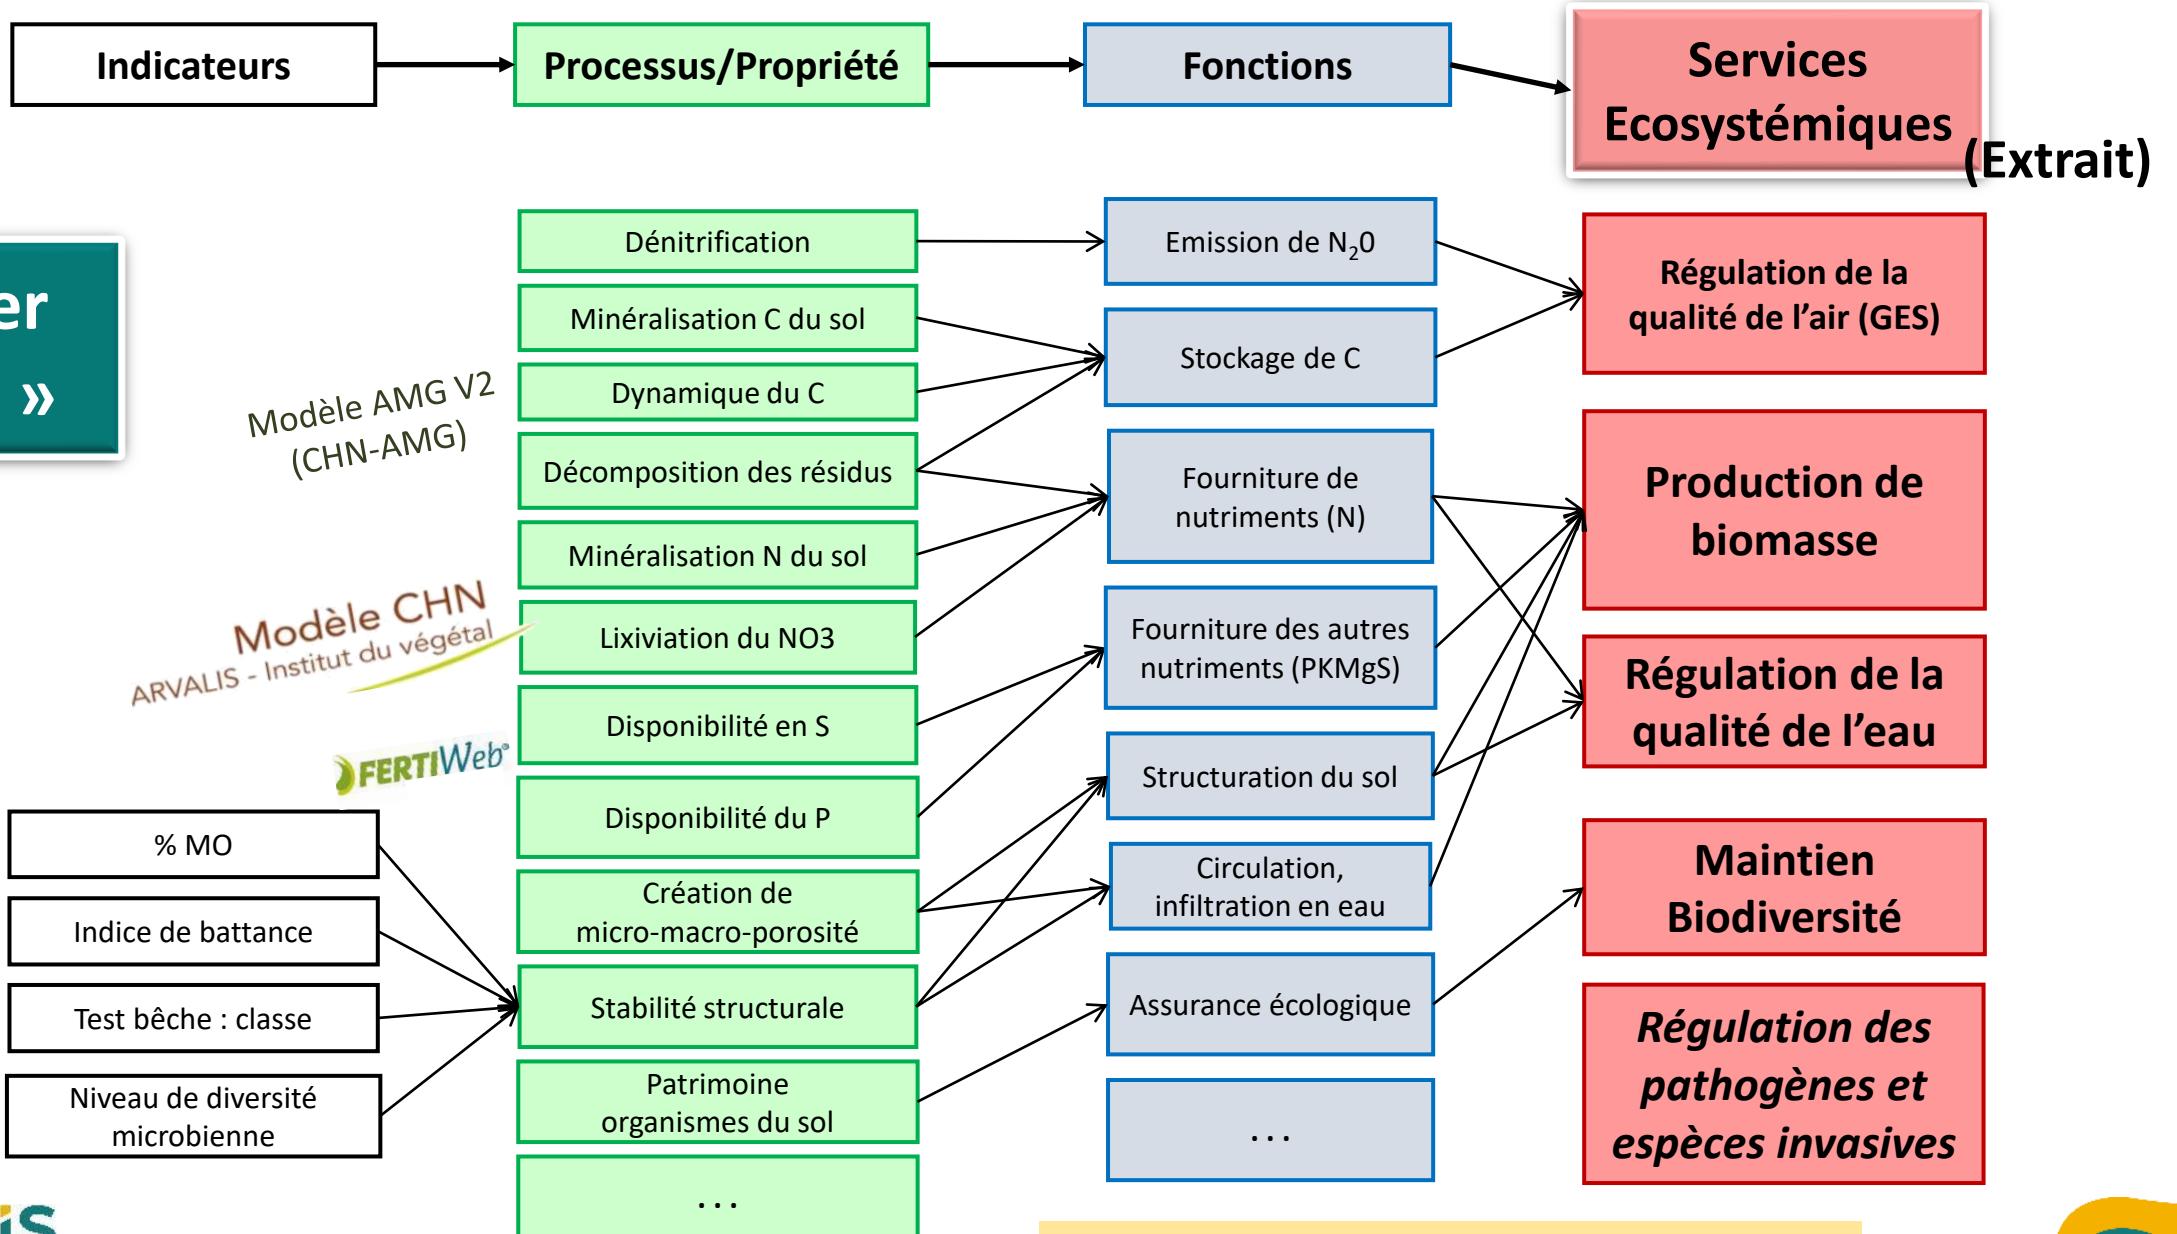 Indicateurs
Processus/Propriété
Fonctions
Services
Ecosystémiques
(Extrait)
er
»
Modèle AMG V2
(CHN-AMG)
Modèle CHN
ARVALIS - Institut du végétal
FERTIWeb
% MO
Indice de battance
Test bêche : classe
Niveau de diversité
microbienne
Dénitrification
Minéralisation C du sol
Dynamique du C
Décomposition des résidus
Minéralisation N du sol
Lixiviation du NO3
Disponibilité en S
Disponibilité du P
Création de
micro-macro-porosité
Stabilité structurale
Patrimoine
organismes du sol
...
Emission de N₂0
Stockage de C
Fourniture de
nutriments (N)
Fourniture des autres
nutriments (PKMgS)
Structuration du sol
Circulation,
infiltration en eau
Assurance écologique
...
Régulation de la
qualité de l’air (GES)
Production de
biomasse
Régulation de la
qualité de l’eau
Maintien
Biodiversité
Régulation des
pathogènes et
espèces invasives